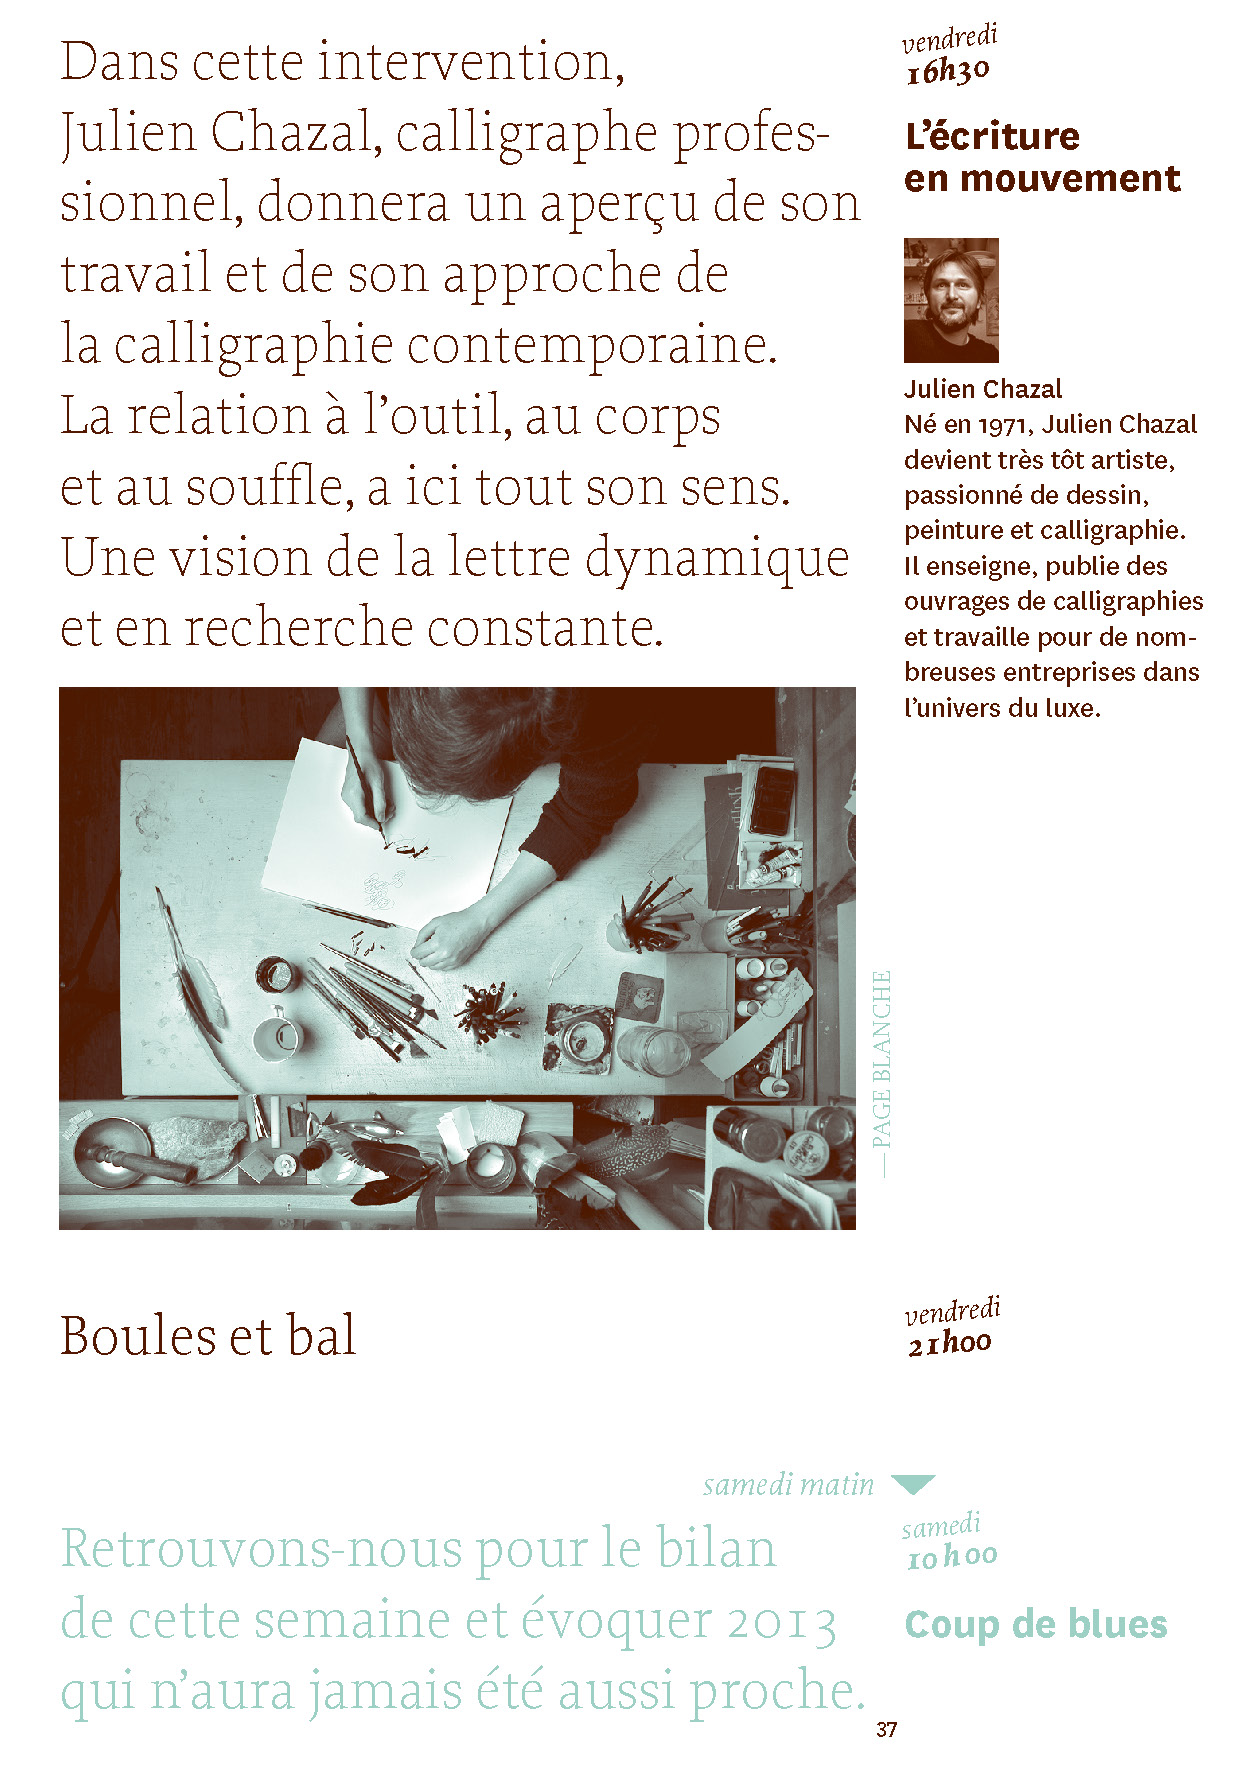 Dans cette intervention,
Julien Chazal, calligraphe profes-
sionnel, donnera un aperçu de son
travail et de son approche de
la calligraphie contemporaine.
La relation à l’outil, au corps
et au souffle, a ici tout son sens.
Une vision de la lettre dynamique
et en recherche constante.
vendredi
16h30
L’écriture
en mouvement
Julien Chazal
Né en 1971, Julien Chazal
devient très tôt artiste,
passionné de dessin,
peinture et calligraphie.
Il enseigne, publie des
ouvrages de calligraphies
et travaille pour de nom-
breuses entreprises dans
l’univers du luxe.
— PAGE BLANCHE
Boules et bal
vendredi
21h00
samedi matin
Retrouvons-nous pour le bilan
de cette semaine et évoquer 2013
qui n’aura jamais été aussi proche.
samedi
10h00
Coup de blues
37